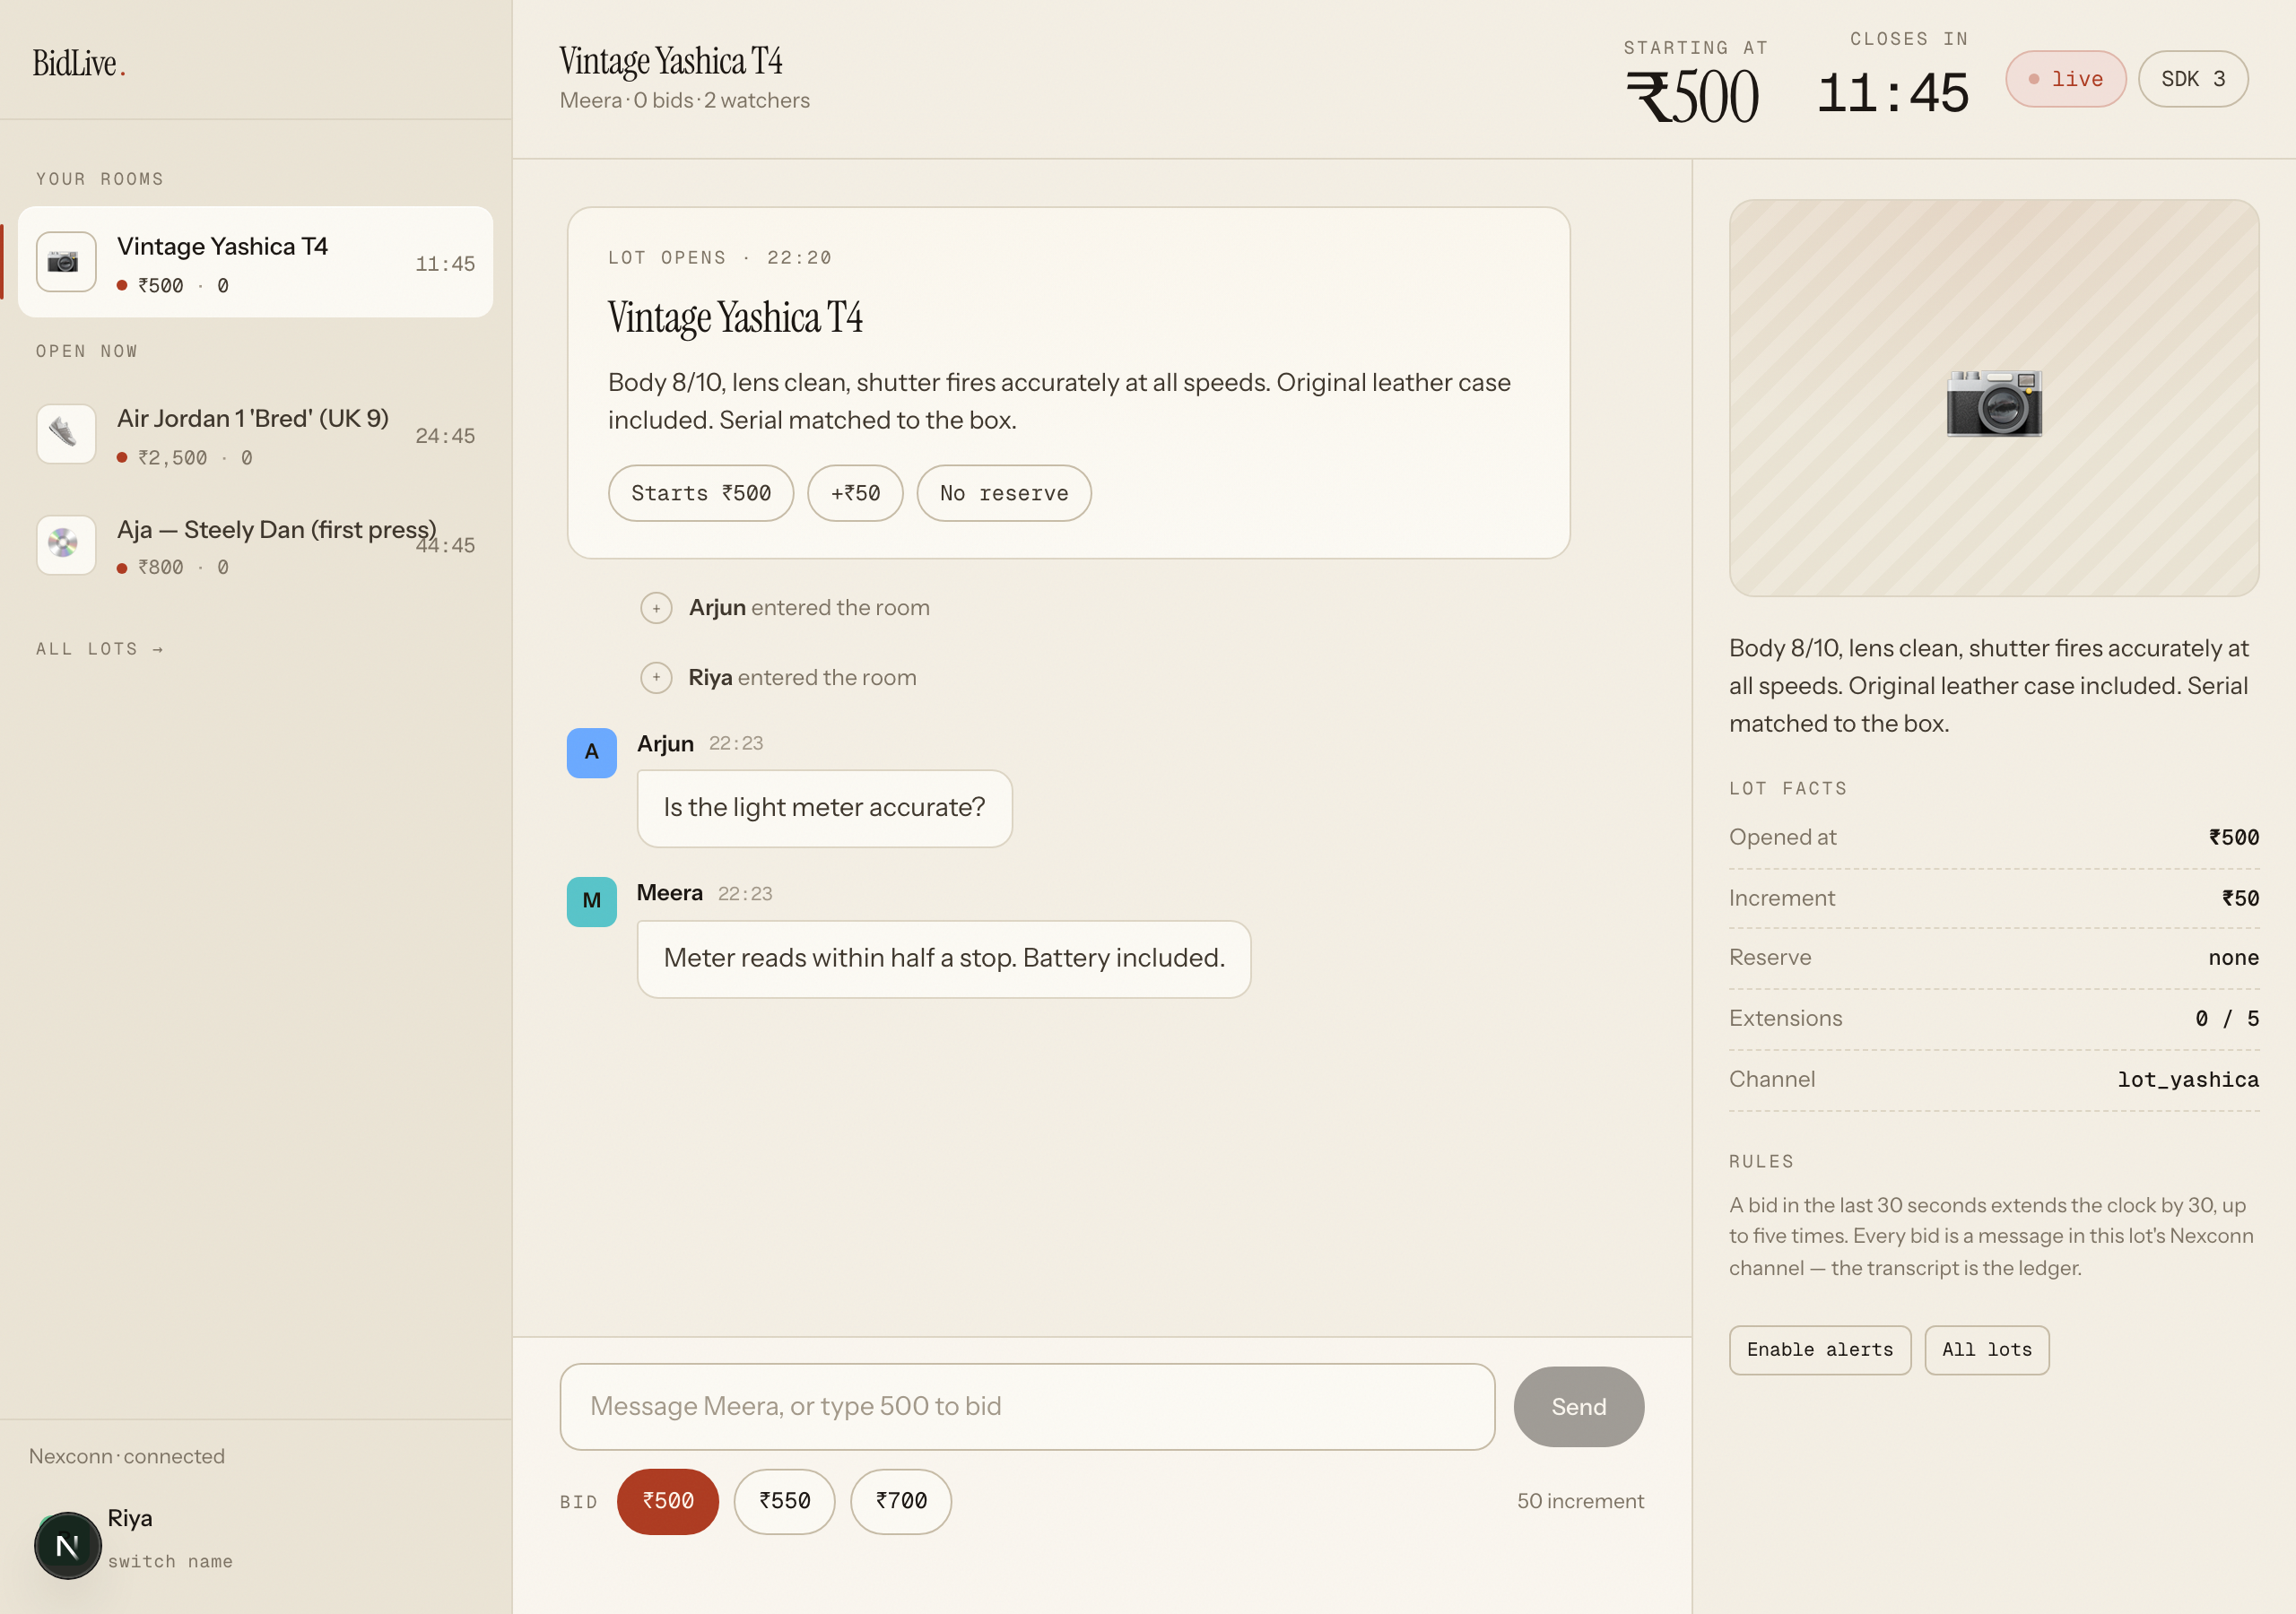 BidLive.
YOUR ROOMS
Vintage Yashica T4
₹500 · 0
11:45
OPEN NOW
Air Jordan 1 'Bred' (UK 9)
₹2,500 · 0
24:45
Aja — Steely Dan (first press)
₹800 · 0
44:45
ALL LOTS →
Nexconn · connected
N
Riya
switch name
Vintage Yashica T4
Meera · 0 bids · 2 watchers
STARTING AT
₹500
CLOSES IN
11:45
live
SDK 3
LOT OPENS · 22:20
Vintage Yashica T4
Body 8/10, lens clean, shutter fires accurately at all speeds. Original leather case
included. Serial matched to the box.
Starts ₹500
+₹50
No reserve
+ Arjun entered the room
+ Riya entered the room
A
Arjun 22:23
Is the light meter accurate?
M
Meera 22:23
Meter reads within half a stop. Battery included.
Message Meera, or type 500 to bid
Send
BID
₹500
₹550
₹700
50 increment
Body 8/10, lens clean, shutter fires accurately at
all speeds. Original leather case included. Serial
matched to the box.
LOT FACTS
Opened at ₹500
Increment ₹50
Reserve none
Extensions 0 / 5
Channel lot_yashica
RULES
A bid in the last 30 seconds extends the clock by 30, up
to five times. Every bid is a message in this lot's Nexconn
channel — the transcript is the ledger.
Enable alerts
All lots